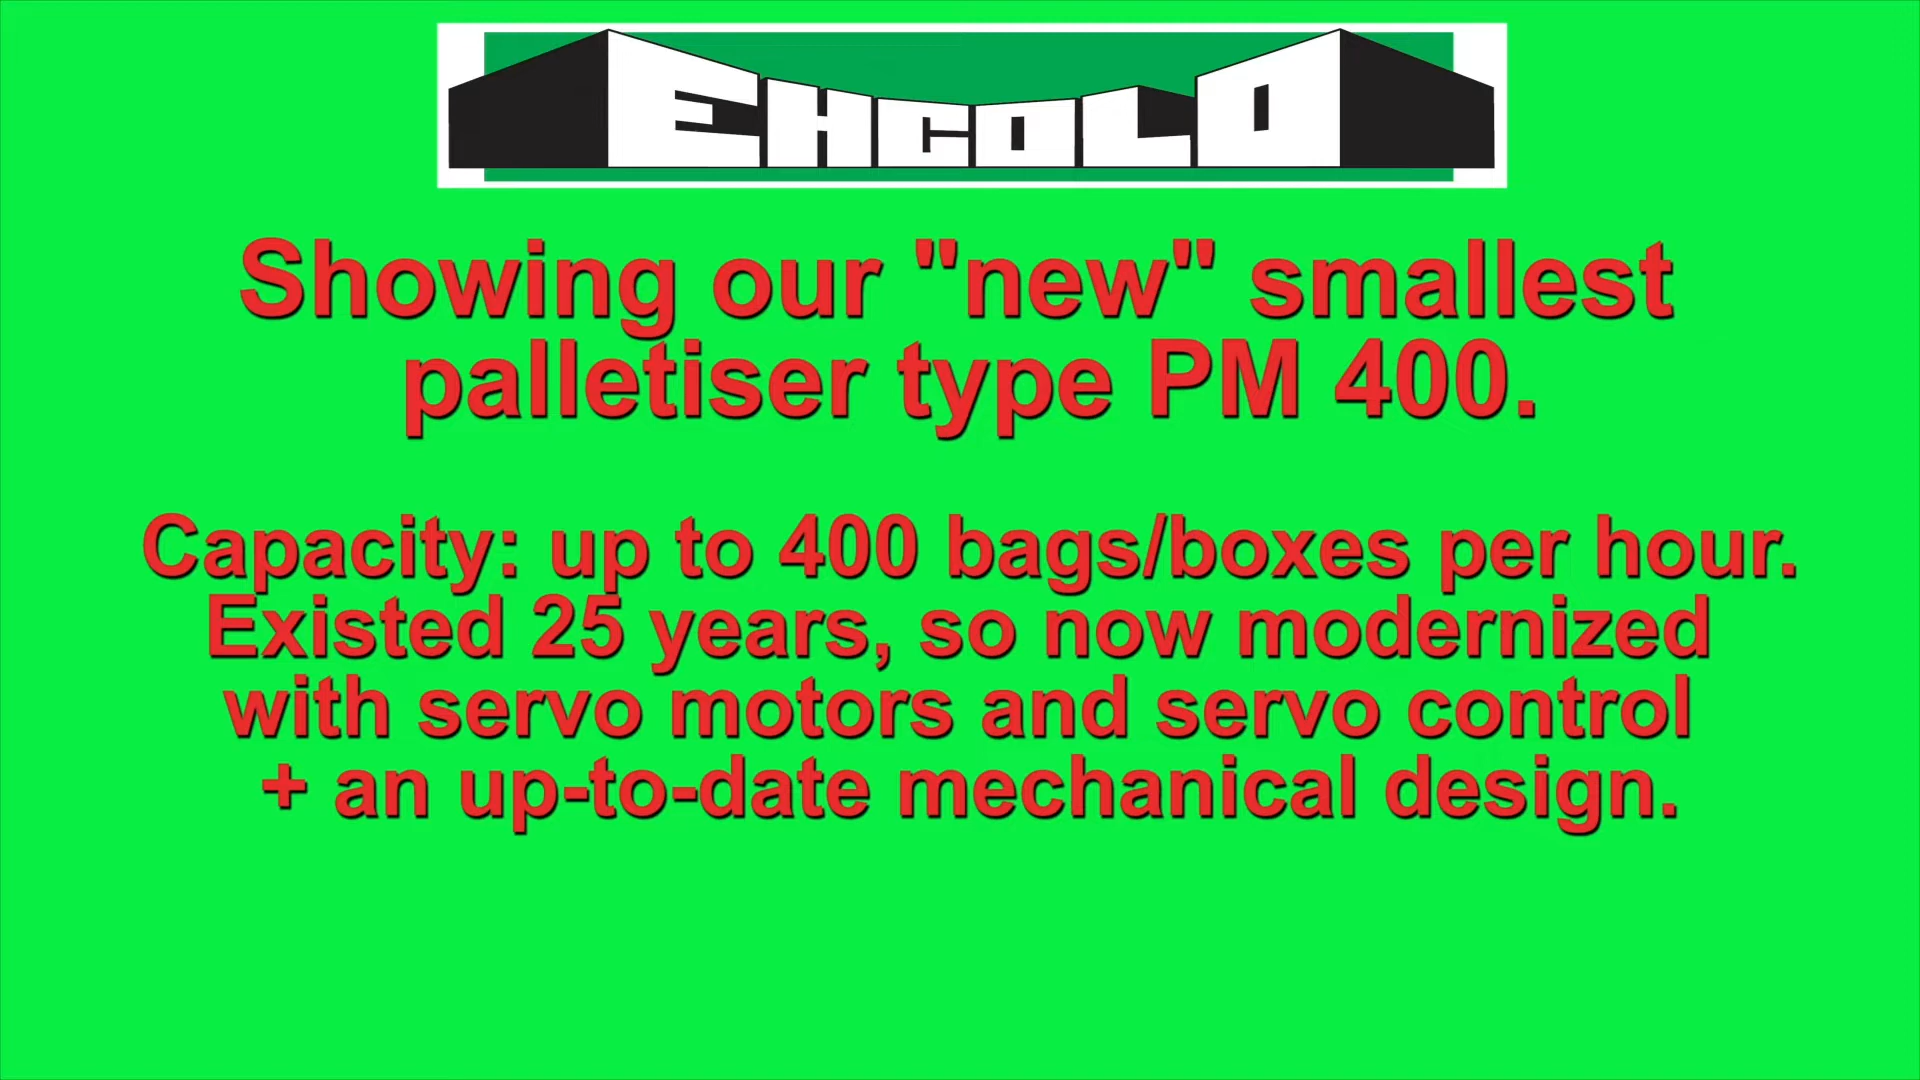 EHCOLO
Showing our "new" smallest
palletiser type PM 400.
Capacity: up to 400 bags/boxes per hour.
Existed 25 years, so now modernized
with servo motors and servo control
+ an up-to-date mechanical design.